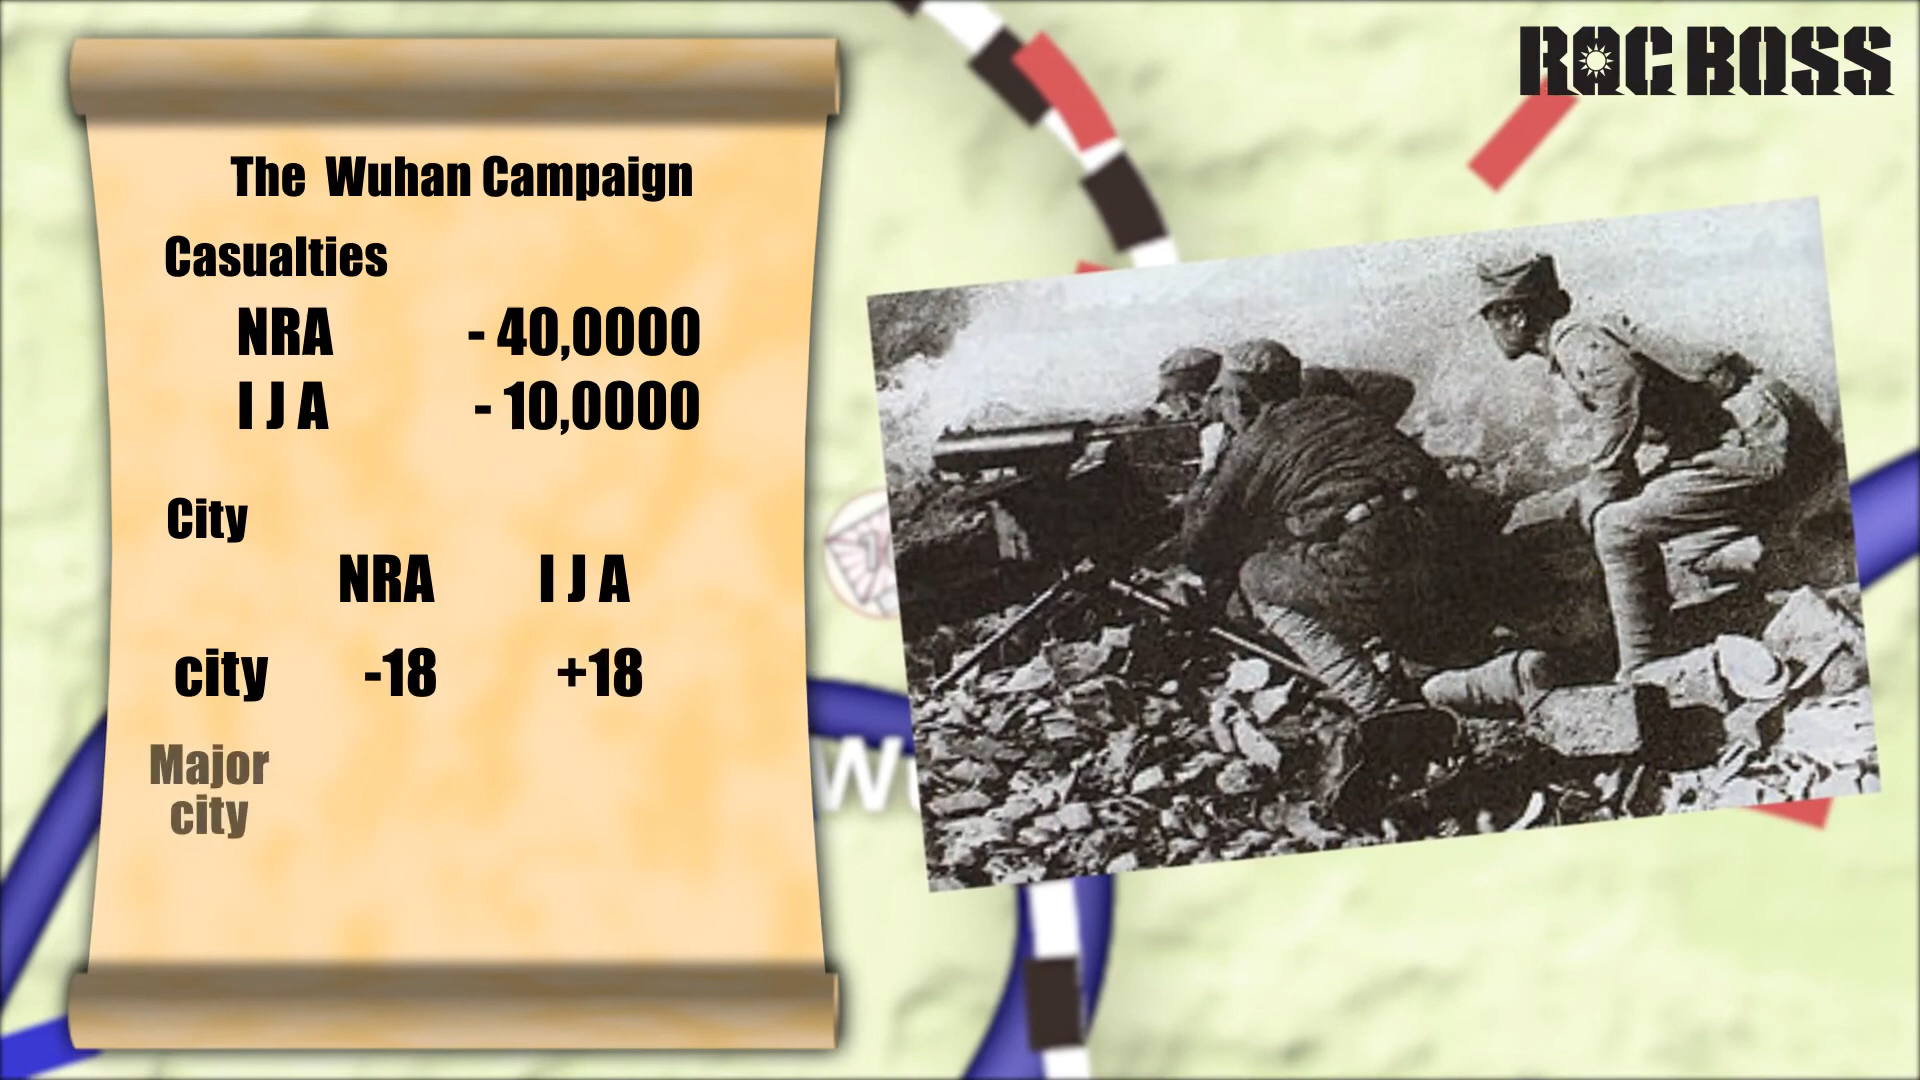 ROC BOSS
The Wuhan Campaign
Casualties
NRA - 40,0000
I J A - 10,0000
City
NRA I J A
city -18 +18
Major
city